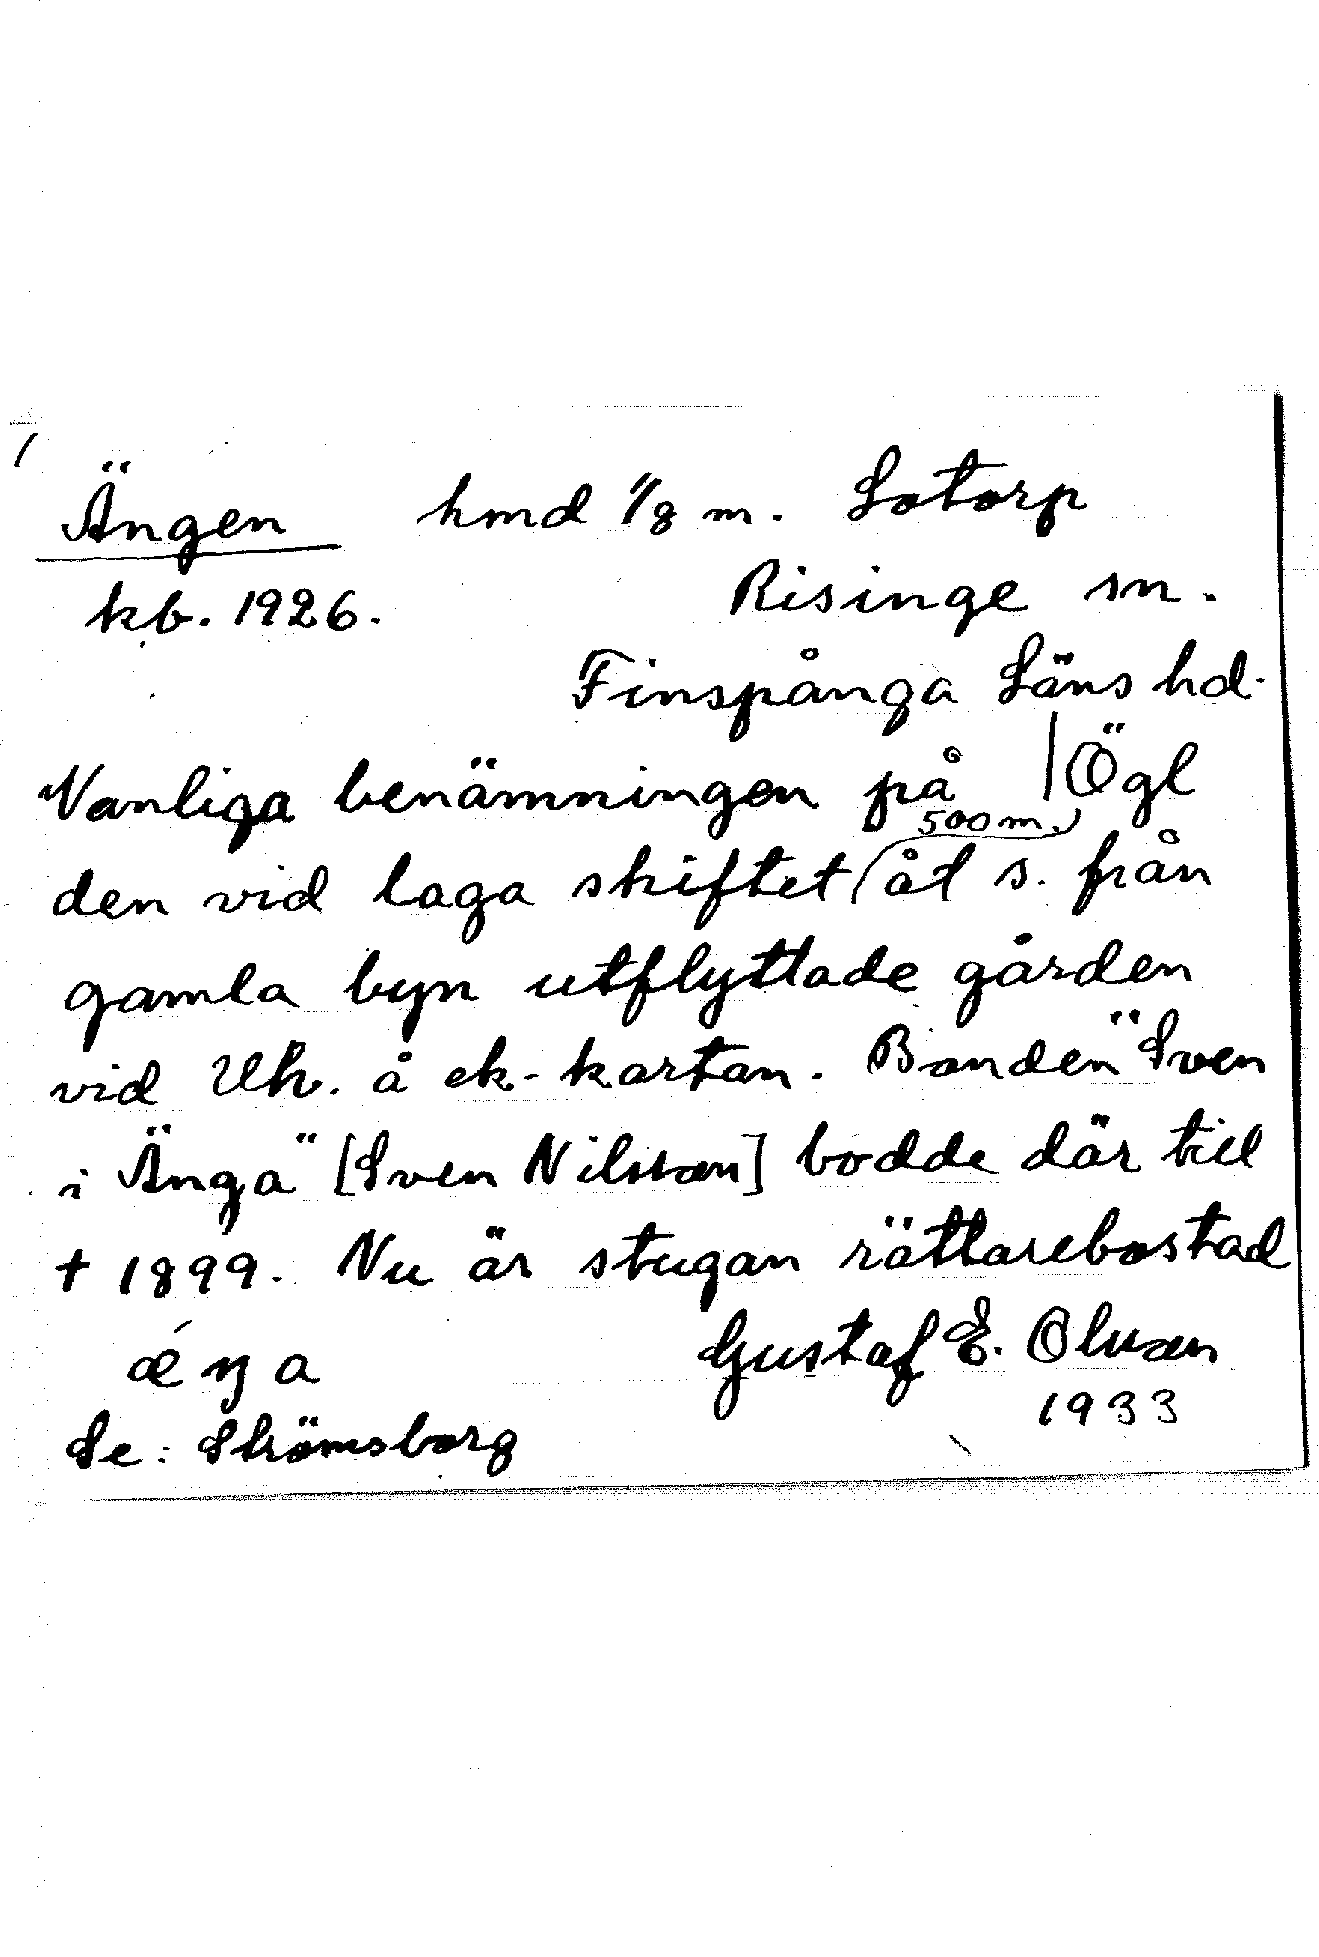 Ängen hmd 1/8 m. Lotorp
kb. 1926. Risinge sn.
Finspånga Läns hd.
Vanliga benämningen på | Ögl
500 m.
den vid laga skiftet åt s. från
gamla byn utflyttade gården
vid Uh. å ek-kartan. Bonden "Sven
i Änga" [Sven Nilsson] bodde där till
† 1899. Nu är stugan rättarebostad
ǽŋa Gustaf E. Olsson
1933
Se: Strömsborg